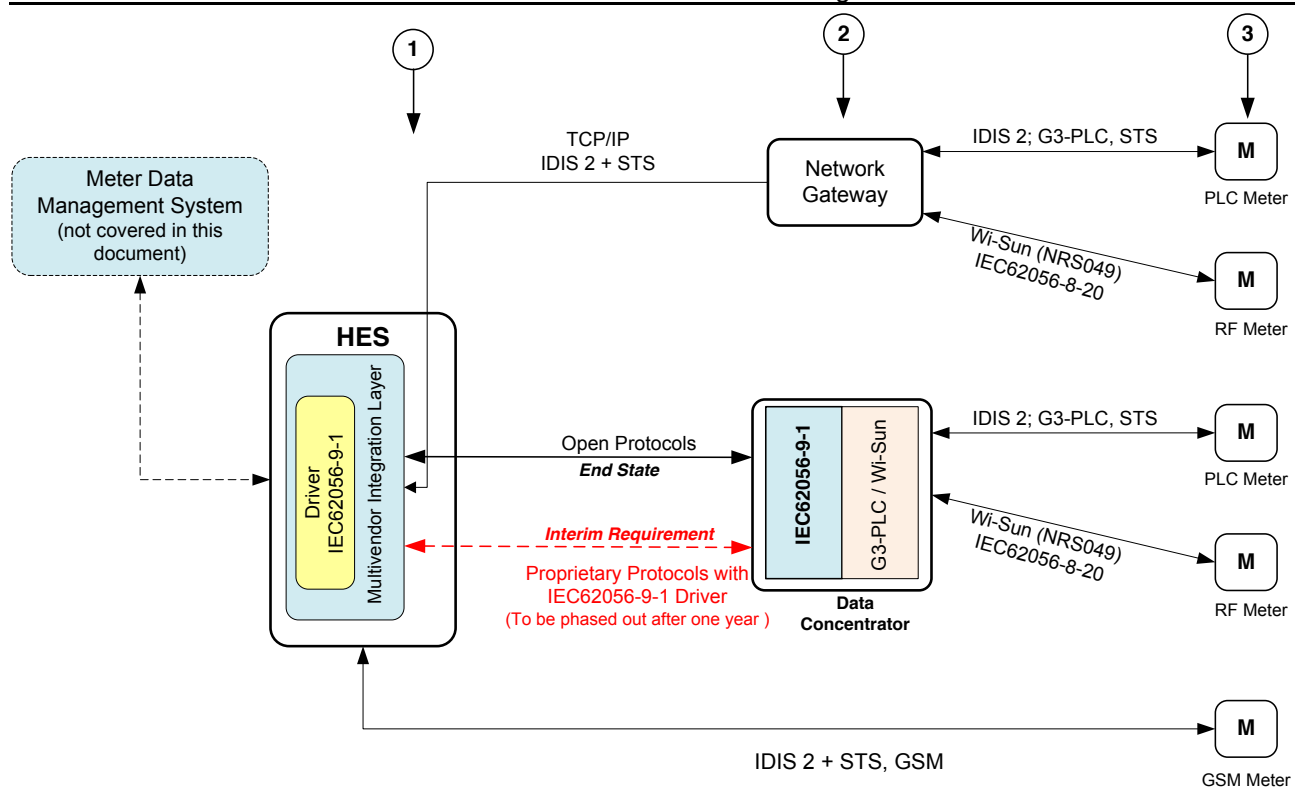 1
2
3
TCP/IP
IDIS 2 + STS
Network
Gateway
IDIS 2; G3-PLC, STS
M
PLC Meter
Wi-Sun (NRS049)
IEC62056-8-20
M
RF Meter
Meter Data
Management System
(not covered in this
document)
HES
Driver
IEC62056-9-1
Multivendor Integration Layer
Open Protocols
End State
Interim Requirement
Proprietary Protocols with
IEC62056-9-1 Driver
(To be phased out after one year )
IEC62056-9-1
G3-PLC / Wi-Sun
Data
Concentrator
IDIS 2; G3-PLC, STS
M
PLC Meter
Wi-Sun (NRS049)
IEC62056-8-20
M
RF Meter
IDIS 2 + STS, GSM
M
GSM Meter